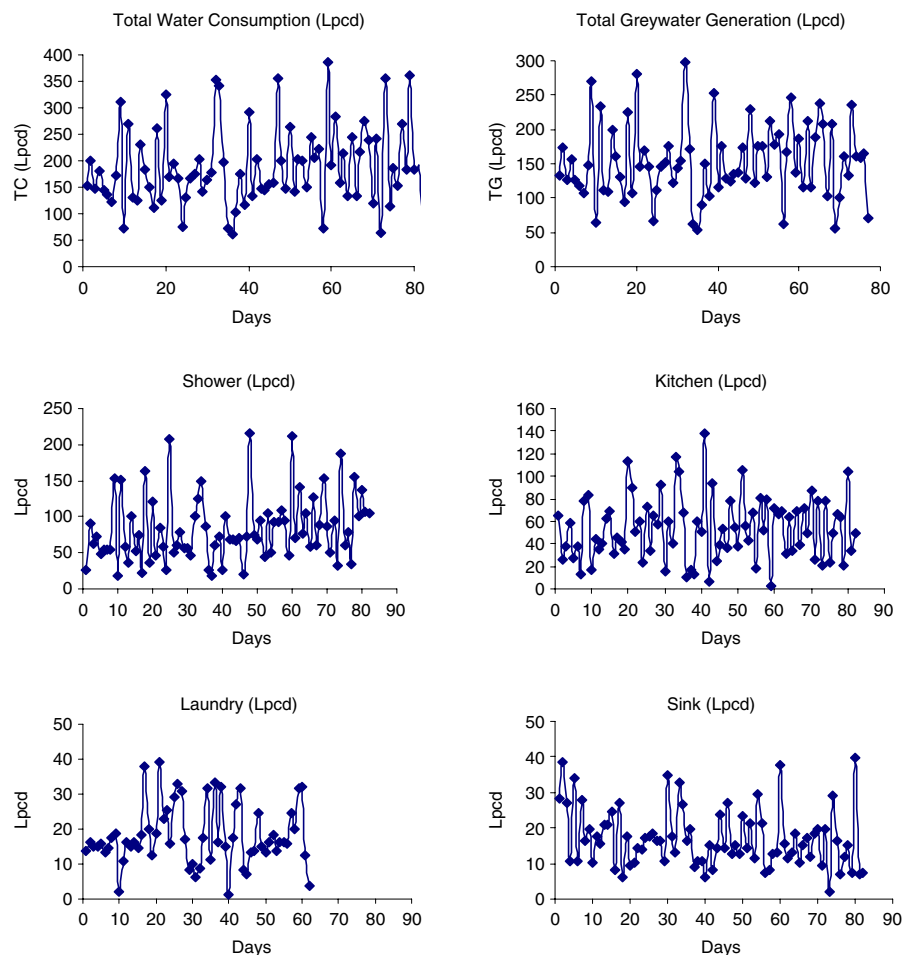 Total Water Consumption (Lpcd)
400
350
300
250
200
150
100
50
0
TC (Lpcd)
0 20 40 60 80
Days
Total Greywater Generation (Lpcd)
300
250
200
150
100
50
0
TG (Lpcd)
0 20 40 60 80
Days
Shower (Lpcd)
250
200
150
100
50
0
Lpcd
0 10 20 30 40 50 60 70 80 90
Days
Kitchen (Lpcd)
160
140
120
100
80
60
40
20
0
Lpcd
0 10 20 30 40 50 60 70 80 90
Days
Laundry (Lpcd)
50
40
30
20
10
0
Lpcd
0 10 20 30 40 50 60 70 80 90
Days
Sink (Lpcd)
50
40
30
20
10
0
Lpcd
0 10 20 30 40 50 60 70 80 90
Days